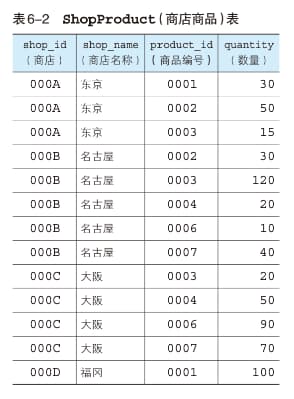 表6-2 ShopProduct(商店商品)表
shop_id shop_name product_id quantity
(商店) (商店名称) (商品编号) (数量)
000A 东京 0001 30
000A 东京 0002 50
000A 东京 0003 15
000B 名古屋 0002 30
000B 名古屋 0003 120
000B 名古屋 0004 20
000B 名古屋 0006 10
000B 名古屋 0007 40
000C 大阪 0003 20
000C 大阪 0004 50
000C 大阪 0006 90
000C 大阪 0007 70
000D 福冈 0001 100